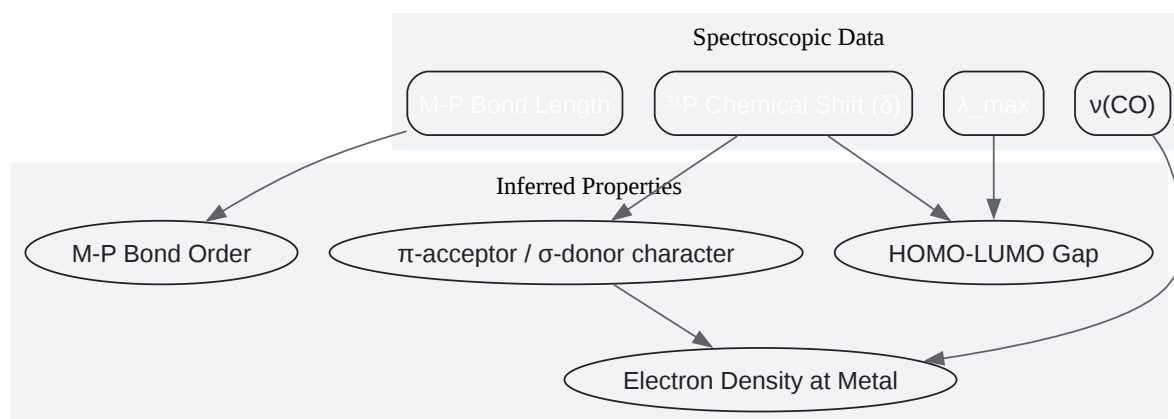 Spectroscopic Data
M-P Bond Length
³¹P Chemical Shift (δ)
λ_max
ν(CO)
Inferred Properties
M-P Bond Order
π-acceptor / σ-donor character
HOMO-LUMO Gap
Electron Density at Metal